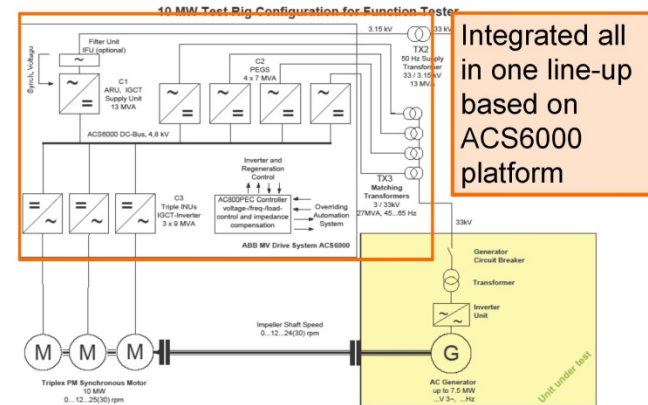 10 MW Test Rig Configuration for Function Tester
3.15 kV
33 kV
Integrated all
in one line-up
based on
ACS6000
platform
Filter Unit
IFU (optional)
~
Synch. Voltage
C1
ARU, IGCT
Supply Unit
13 MVA
C2
PEGS
4 x 7 MVA
TX2
50 Hz Supply
Transformer
33 / 3.15 kV
13 MVA
~
=
~
=
~
=
~
=
~
=
ACS6000 DC-Bus, 4,8 kV
Inverter and
Regeneration
Control
TX3
Matching
Transformers
3 / 33kV
27MVA, 45...65 Hz
=
~
=
~
=
~
C3
Triple INUs
IGCT-Inverter
3 x 9 MVA
AC800PEC Controller
voltage-/freq-/load-
control and impedance
compensation
Overriding
Automation
System
ABB MV Drive System ACS6000
33kV
Generator
Circuit Breaker
Transformer
~
~
Inverter
Unit
Impeller Shaft Speed
0...12...24(30) rpm
M
M
M
G
Triplex PM Synchronous Motor
10 MW
0...12...25(30) rpm
AC Generator
up to 7.5 MW
...V 3~, ...Hz
Unit under test